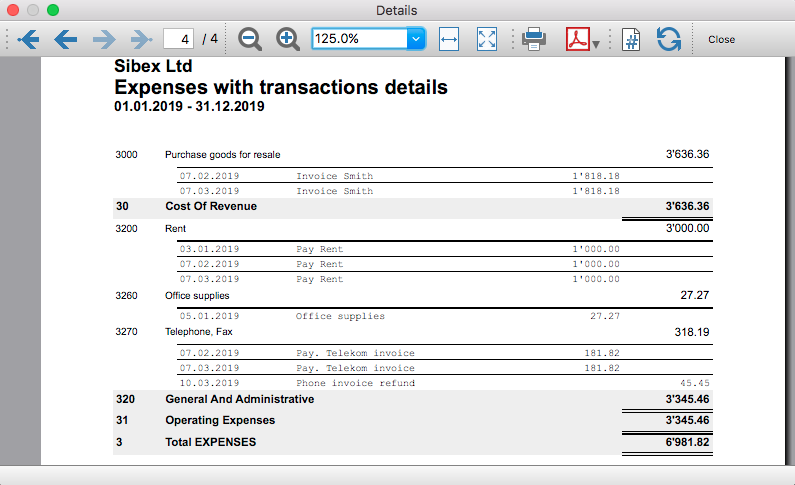 Details
4 / 4 125.0% Close
Sibex Ltd
Expenses with transactions details
01.01.2019 - 31.12.2019
3000 Purchase goods for resale 3'636.36
07.02.2019 Invoice Smith 1'818.18
07.03.2019 Invoice Smith 1'818.18
30 Cost Of Revenue 3'636.36
3200 Rent 3'000.00
03.01.2019 Pay Rent 1'000.00
07.02.2019 Pay Rent 1'000.00
07.03.2019 Pay Rent 1'000.00
3260 Office supplies 27.27
05.01.2019 Office supplies 27.27
3270 Telephone, Fax 318.19
07.02.2019 Pay. Telekom invoice 181.82
07.03.2019 Pay. Telekom invoice 181.82
10.03.2019 Phone invoice refund 45.45
320 General And Administrative 3'345.46
31 Operating Expenses 3'345.46
3 Total EXPENSES 6'981.82